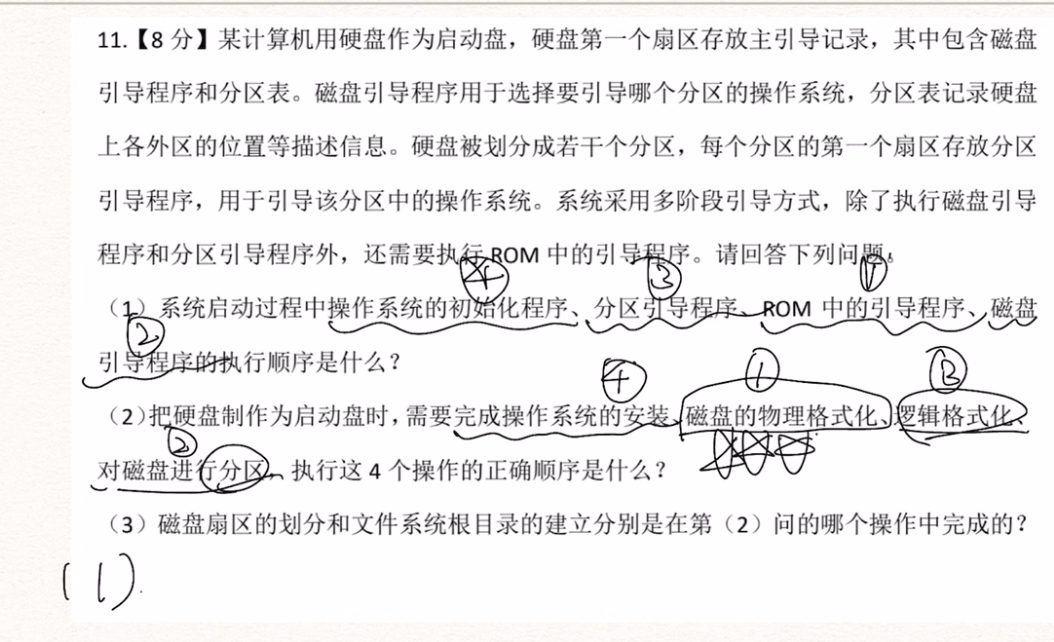 11.【8 分】某计算机用硬盘作为启动盘，硬盘第一个扇区存放主引导记录，其中包含磁盘
引导程序和分区表。磁盘引导程序用于选择要引导哪个分区的操作系统，分区表记录硬盘
上各外区的位置等描述信息。硬盘被划分成若干个分区，每个分区的第一个扇区存放分区
引导程序，用于引导该分区中的操作系统。系统采用多阶段引导方式，除了执行磁盘引导
程序和分区引导程序外，还需要执行 ROM 中的引导程序。请回答下列问题：
④ ③ ①
（1）系统启动过程中操作系统的初始化程序、分区引导程序、ROM 中的引导程序、磁盘
②
引导程序的执行顺序是什么？
④ ① ③
（2）把硬盘制作为启动盘时，需要完成操作系统的安装、磁盘的物理格式化、逻辑格式化、
②
对磁盘进行分区，执行这 4 个操作的正确顺序是什么？
（3）磁盘扇区的划分和文件系统根目录的建立分别是在第（2）问的哪个操作中完成的？
(1).